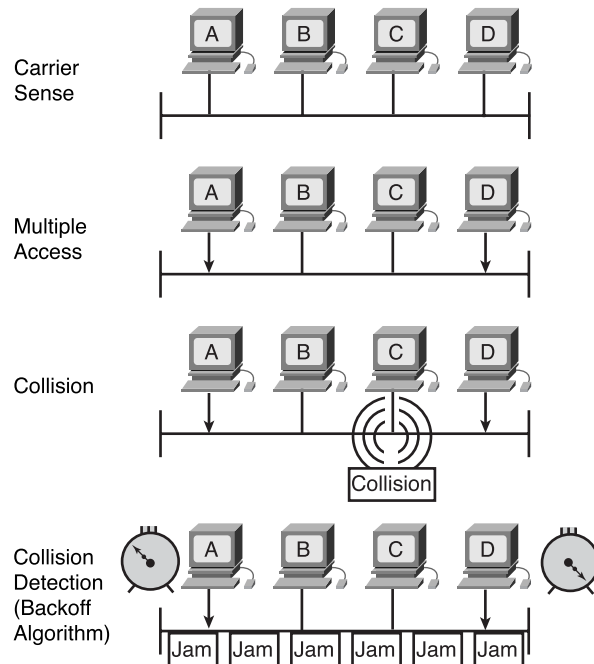 A B C D
Carrier
Sense
A B C D
Multiple
Access
A B C D
Collision
Collision
A B C D
Collision
Detection
(Backoff
Algorithm)
Jam Jam Jam Jam Jam Jam